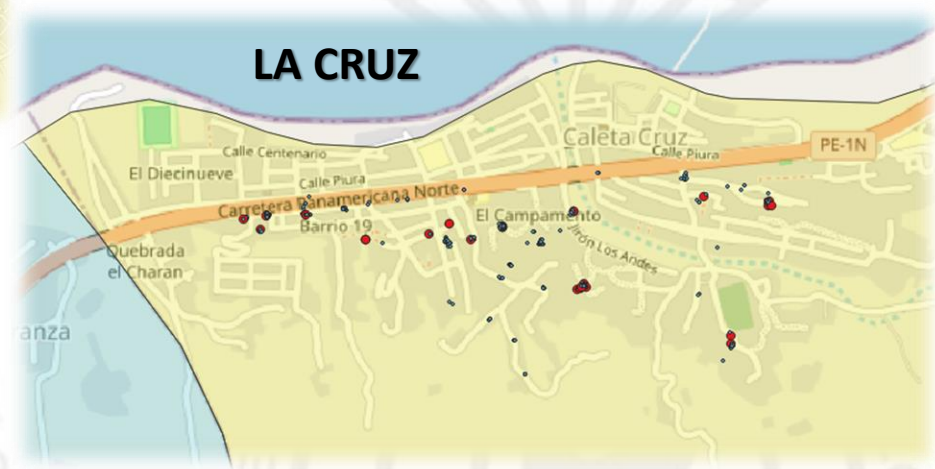 LA CRUZ
Caleta Cruz
PE-1N
Calle Centenario
Calle Piura
El Diecinueve
Calle Piura
Carretera Panamericana Norte
El Campamento
Barrio 19
Jirón Los Andes
Quebrada
el Charan
anza